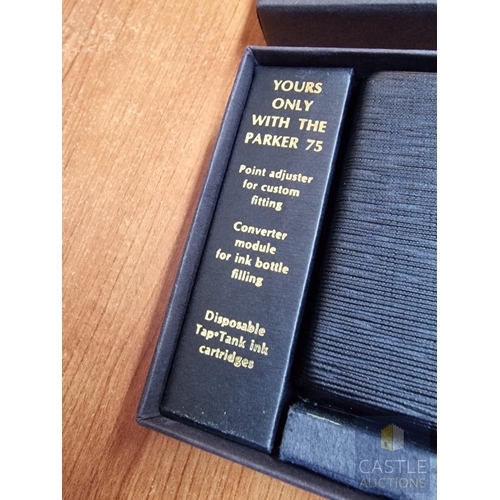 YOURS
ONLY
WITH THE
PARKER 75
Point adjuster
for custom
fitting
Converter
module
for ink bottle
filling
Disposable
Tap•Tank ink
cartridges
CASTLE
AUCTIONS